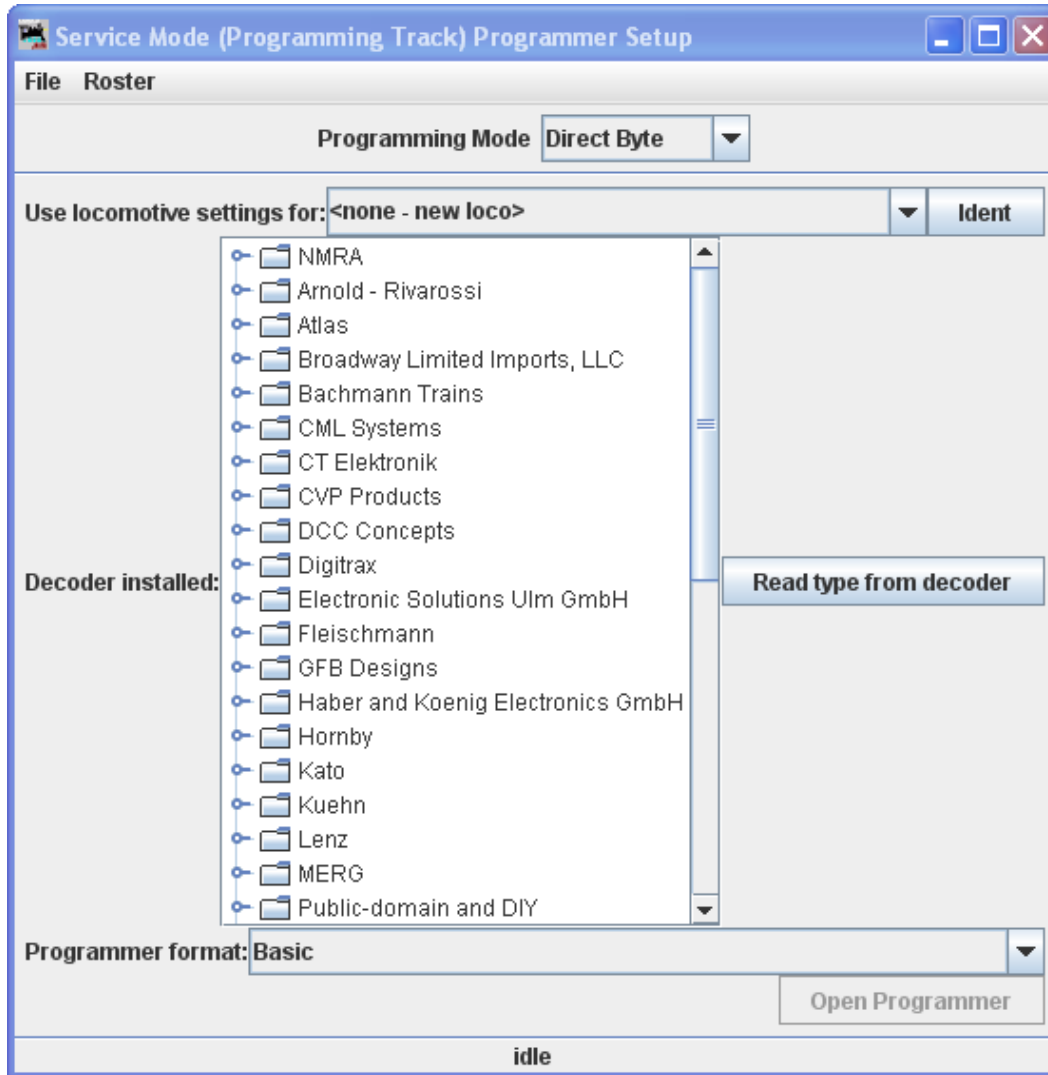 Service Mode (Programming Track) Programmer Setup
File Roster
Programming Mode Direct Byte
Use locomotive settings for: <none - new loco> Ident
NMRA
Arnold - Rivarossi
Atlas
Broadway Limited Imports, LLC
Bachmann Trains
CML Systems
CT Elektronik
CVP Products
DCC Concepts
Digitrax
Decoder installed: Read type from decoder
Electronic Solutions Ulm GmbH
Fleischmann
GFB Designs
Haber and Koenig Electronics GmbH
Hornby
Kato
Kuehn
Lenz
MERG
Public-domain and DIY
Programmer format: Basic
Open Programmer
idle